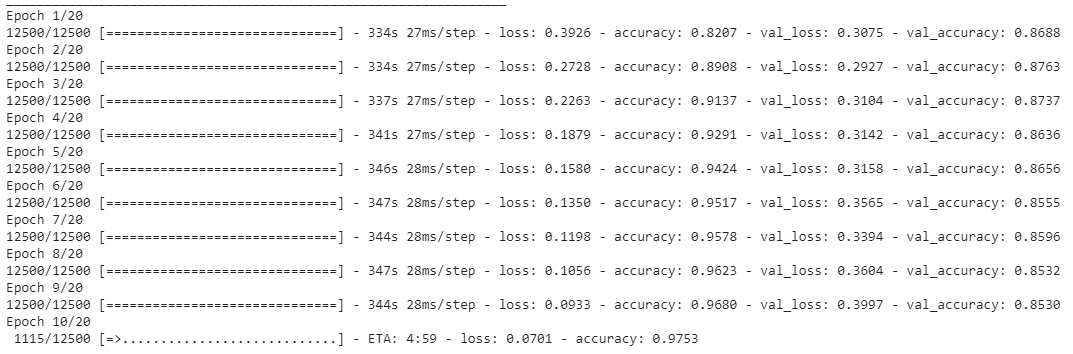 Epoch 1/20
12500/12500 [==============================] - 334s 27ms/step - loss: 0.3926 - accuracy: 0.8207 - val_loss: 0.3075 - val_accuracy: 0.8688
Epoch 2/20
12500/12500 [==============================] - 334s 27ms/step - loss: 0.2728 - accuracy: 0.8908 - val_loss: 0.2927 - val_accuracy: 0.8763
Epoch 3/20
12500/12500 [==============================] - 337s 27ms/step - loss: 0.2263 - accuracy: 0.9137 - val_loss: 0.3104 - val_accuracy: 0.8737
Epoch 4/20
12500/12500 [==============================] - 341s 27ms/step - loss: 0.1879 - accuracy: 0.9291 - val_loss: 0.3142 - val_accuracy: 0.8636
Epoch 5/20
12500/12500 [==============================] - 346s 28ms/step - loss: 0.1580 - accuracy: 0.9424 - val_loss: 0.3158 - val_accuracy: 0.8656
Epoch 6/20
12500/12500 [==============================] - 347s 28ms/step - loss: 0.1350 - accuracy: 0.9517 - val_loss: 0.3565 - val_accuracy: 0.8555
Epoch 7/20
12500/12500 [==============================] - 344s 28ms/step - loss: 0.1198 - accuracy: 0.9578 - val_loss: 0.3394 - val_accuracy: 0.8596
Epoch 8/20
12500/12500 [==============================] - 347s 28ms/step - loss: 0.1056 - accuracy: 0.9623 - val_loss: 0.3604 - val_accuracy: 0.8532
Epoch 9/20
12500/12500 [==============================] - 344s 28ms/step - loss: 0.0933 - accuracy: 0.9680 - val_loss: 0.3997 - val_accuracy: 0.8530
Epoch 10/20
1115/12500 [=>............................] - ETA: 4:59 - loss: 0.0701 - accuracy: 0.9753